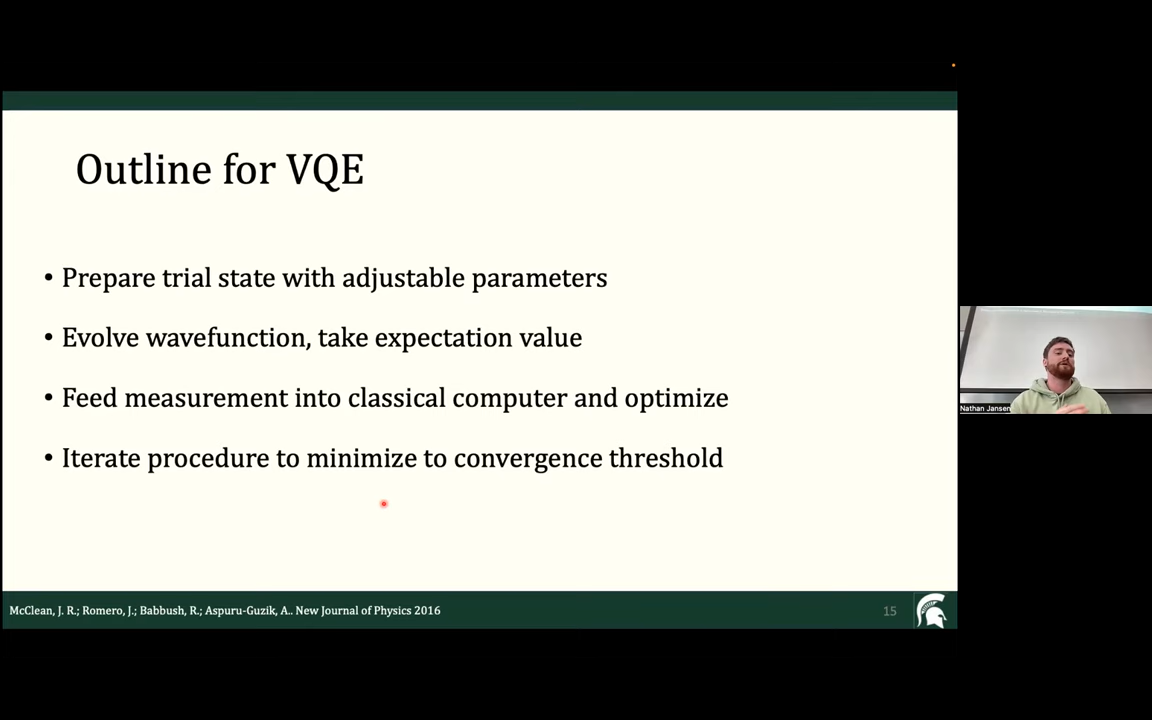 Outline for VQE
• Prepare trial state with adjustable parameters
• Evolve wavefunction, take expectation value
• Feed measurement into classical computer and optimize
• Iterate procedure to minimize to convergence threshold
McClean, J. R.; Romero, J.; Babbush, R.; Aspuru-Guzik, A.. New Journal of Physics 2016
15
Nathan Jansen